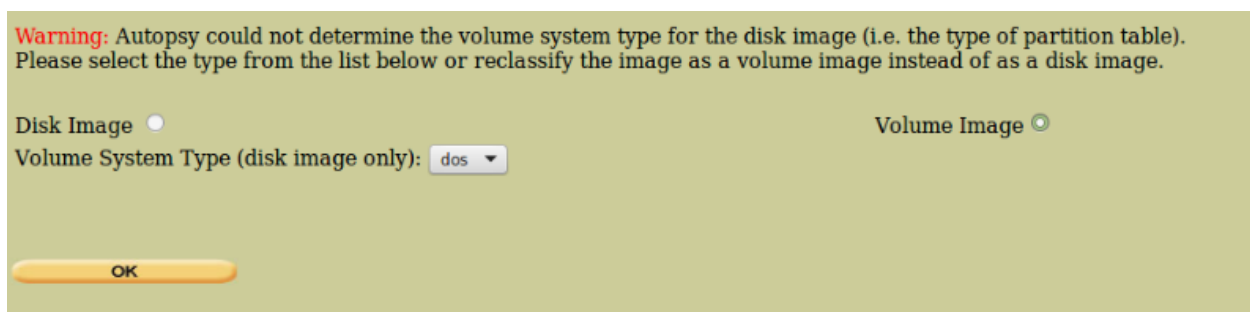 Warning: Autopsy could not determine the volume system type for the disk image (i.e. the type of partition table).
Please select the type from the list below or reclassify the image as a volume image instead of as a disk image.
Disk Image Volume Image
Volume System Type (disk image only): dos
OK